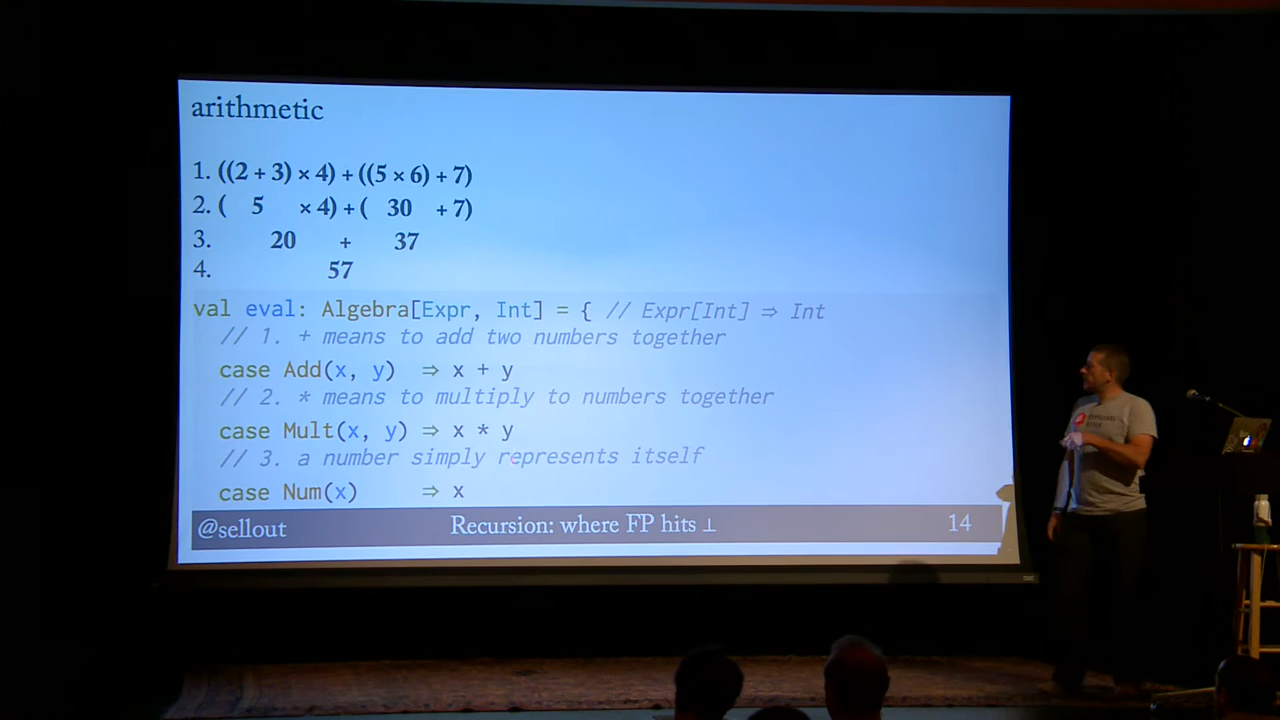 arithmetic
1. ((2 + 3) × 4) + ((5 × 6) + 7)
2. ( 5 × 4) + ( 30 + 7)
3. 20 + 37
4. 57
val eval: Algebra[Expr, Int] = { // Expr[Int] ⇒ Int
// 1. + means to add two numbers together
case Add(x, y) ⇒ x + y
// 2. * means to multiply to numbers together
case Mult(x, y) ⇒ x * y
// 3. a number simply represents itself
case Num(x) ⇒ x
@sellout Recursion: where FP hits ⊥ 14